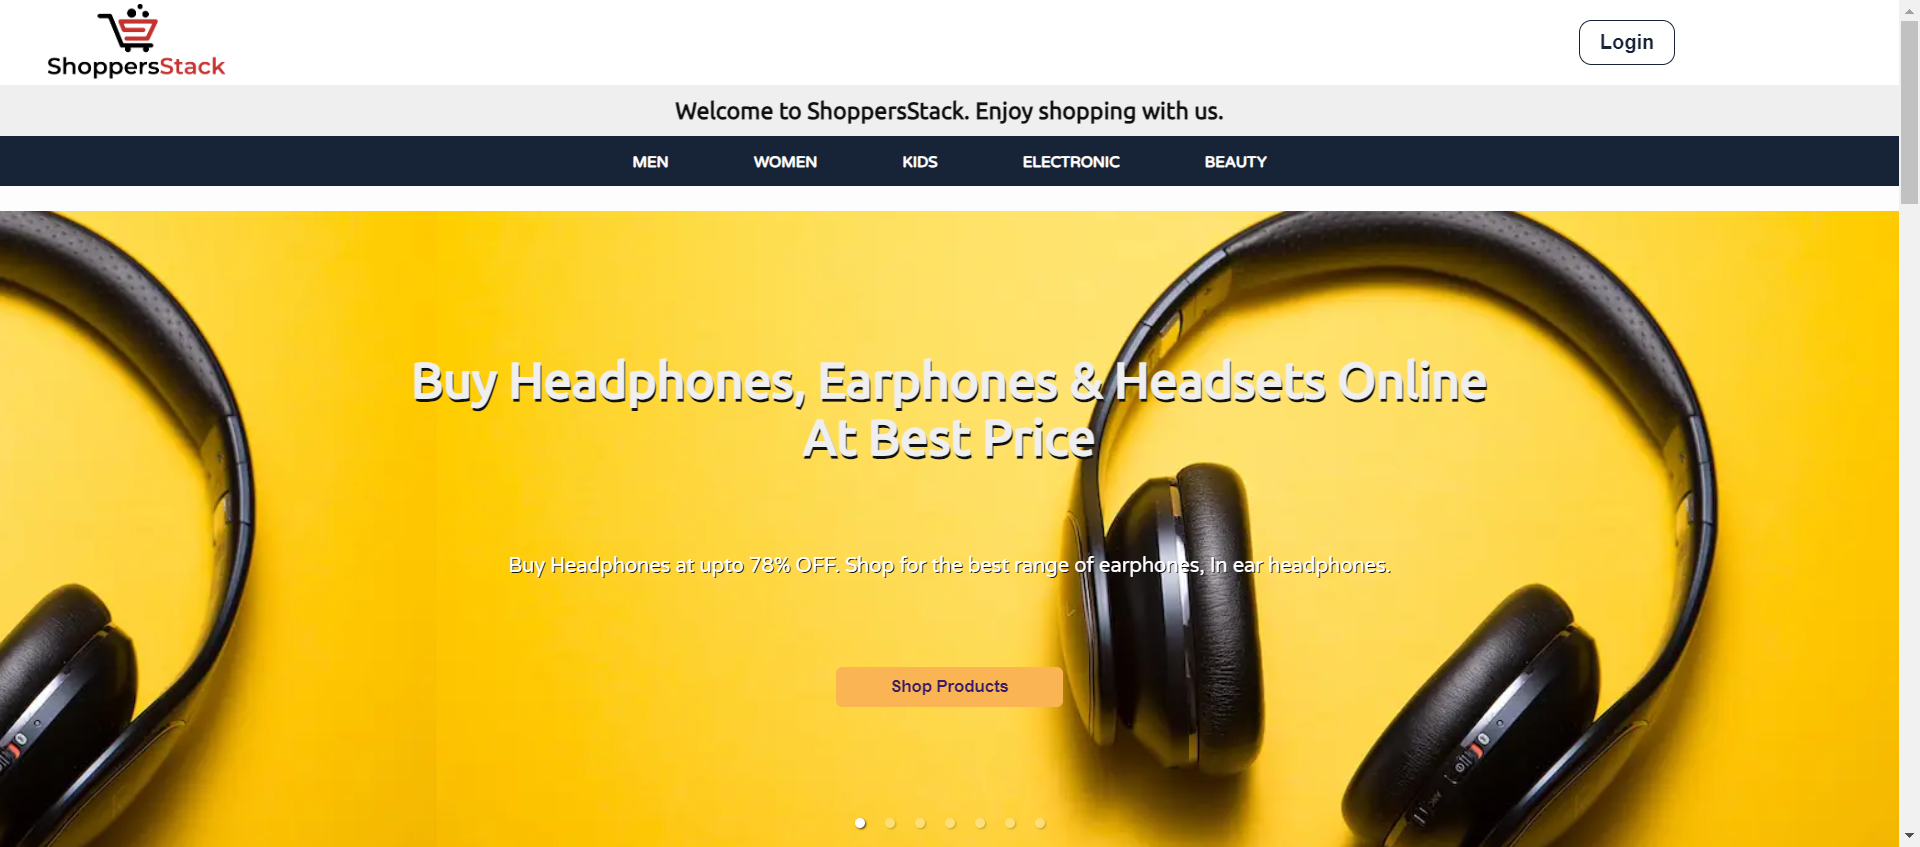 ShoppersStack
Login
Welcome to ShoppersStack. Enjoy shopping with us.
MEN WOMEN KIDS ELECTRONIC BEAUTY
Buy Headphones, Earphones & Headsets Online
At Best Price
Buy Headphones at upto 78% OFF. Shop for the best range of earphones, In ear headphones.
Shop Products